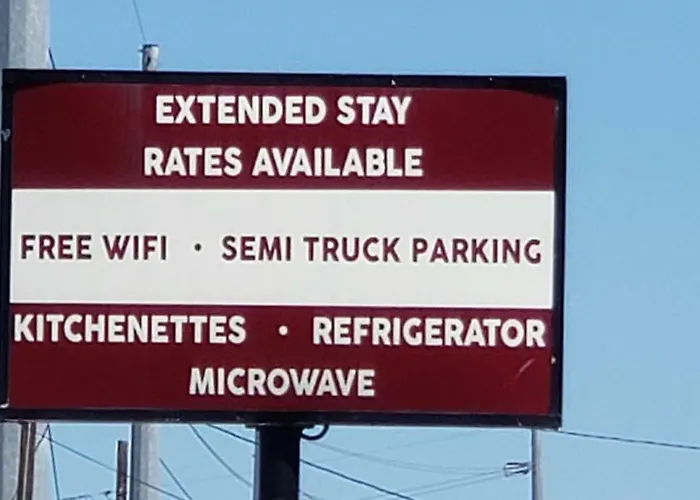 EXTENDED STAY
RATES AVAILABLE
FREE WIFI • SEMI TRUCK PARKING
KITCHENETTES • REFRIGERATOR
MICROWAVE